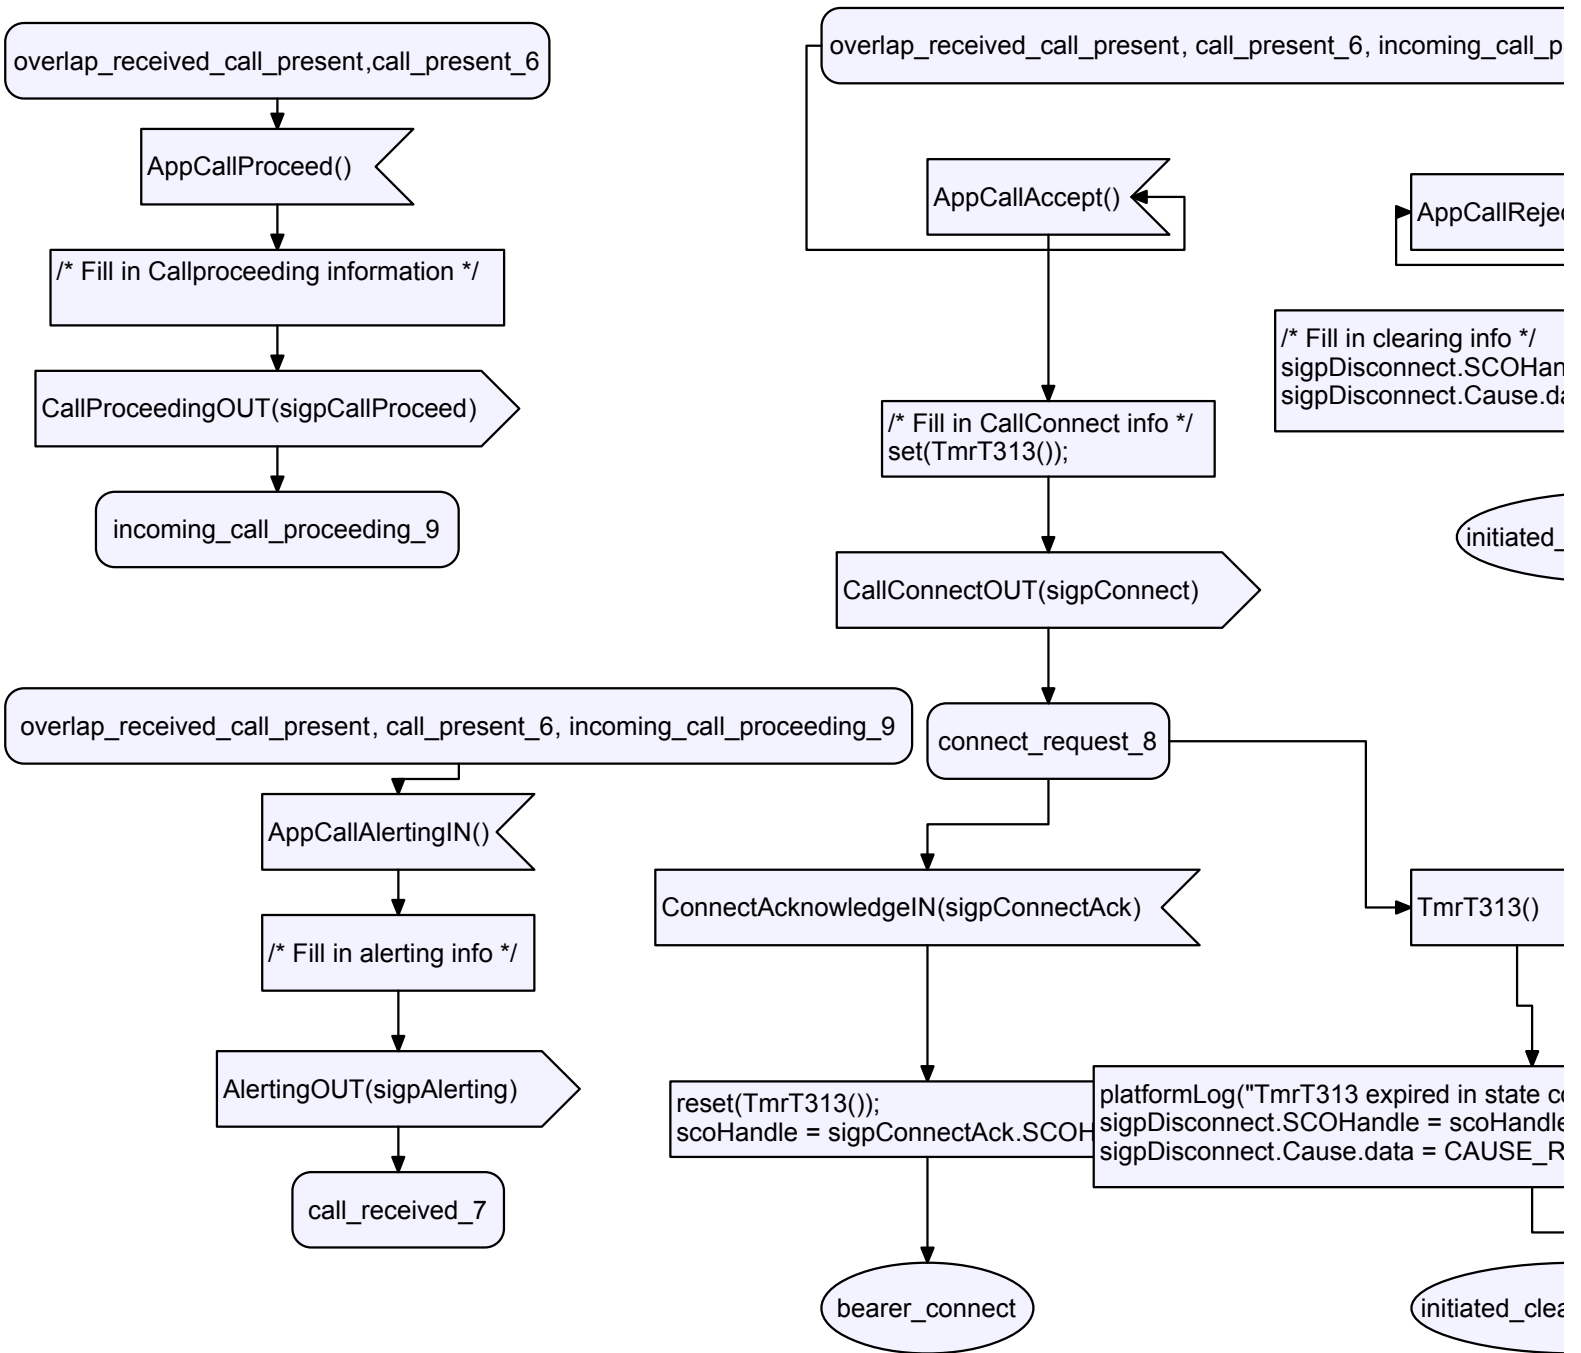 overlap_received_call_present,call_present_6
AppCallProceed()
/* Fill in Callproceeding information */
CallProceedingOUT(sigpCallProceed)
incoming_call_proceeding_9
overlap_received_call_present, call_present_6, incoming_call_proceeding_9
AppCallAlertingIN()
/* Fill in alerting info */
AlertingOUT(sigpAlerting)
call_received_7
overlap_received_call_present, call_present_6, incoming_call_p
AppCallAccept()
/* Fill in CallConnect info */
set(TmrT313());
CallConnectOUT(sigpConnect)
connect_request_8
ConnectAcknowledgeIN(sigpConnectAck)
reset(TmrT313());
scoHandle = sigpConnectAck.SCOH
bearer_connect
AppCallRejec
/* Fill in clearing info */
sigpDisconnect.SCOHan
sigpDisconnect.Cause.da
initiated_
TmrT313()
platformLog("TmrT313 expired in state co
sigpDisconnect.SCOHandle = scoHandle
sigpDisconnect.Cause.data = CAUSE_R
initiated_clea